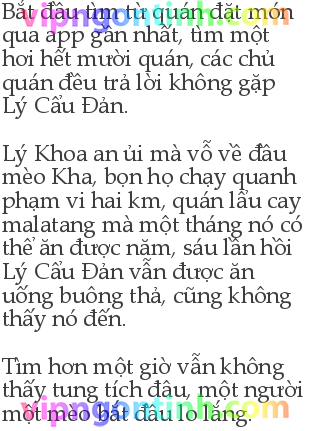 Bắt đầu tìm từ quán đặt món
qua app gần nhất, tìm một
hơi hết mười quán, các chủ
quán đều trả lời không gặp
Lý Cẩu Đản.
Lý Khoa an ủi mà vỗ về đầu
mèo Kha, bọn họ chạy quanh
phạm vi hai km, quán lẩu cay
malatang mà một tháng nó có
thể ăn được năm, sáu lần hồi
Lý Cẩu Đản vẫn được ăn
uống buông thả, cũng không
thấy nó đến.
Tìm hơn một giờ vẫn không
thấy tung tích đâu, một người
một mèo bắt đầu lo lắng.
vipngontinh.com
vipngontinh.com